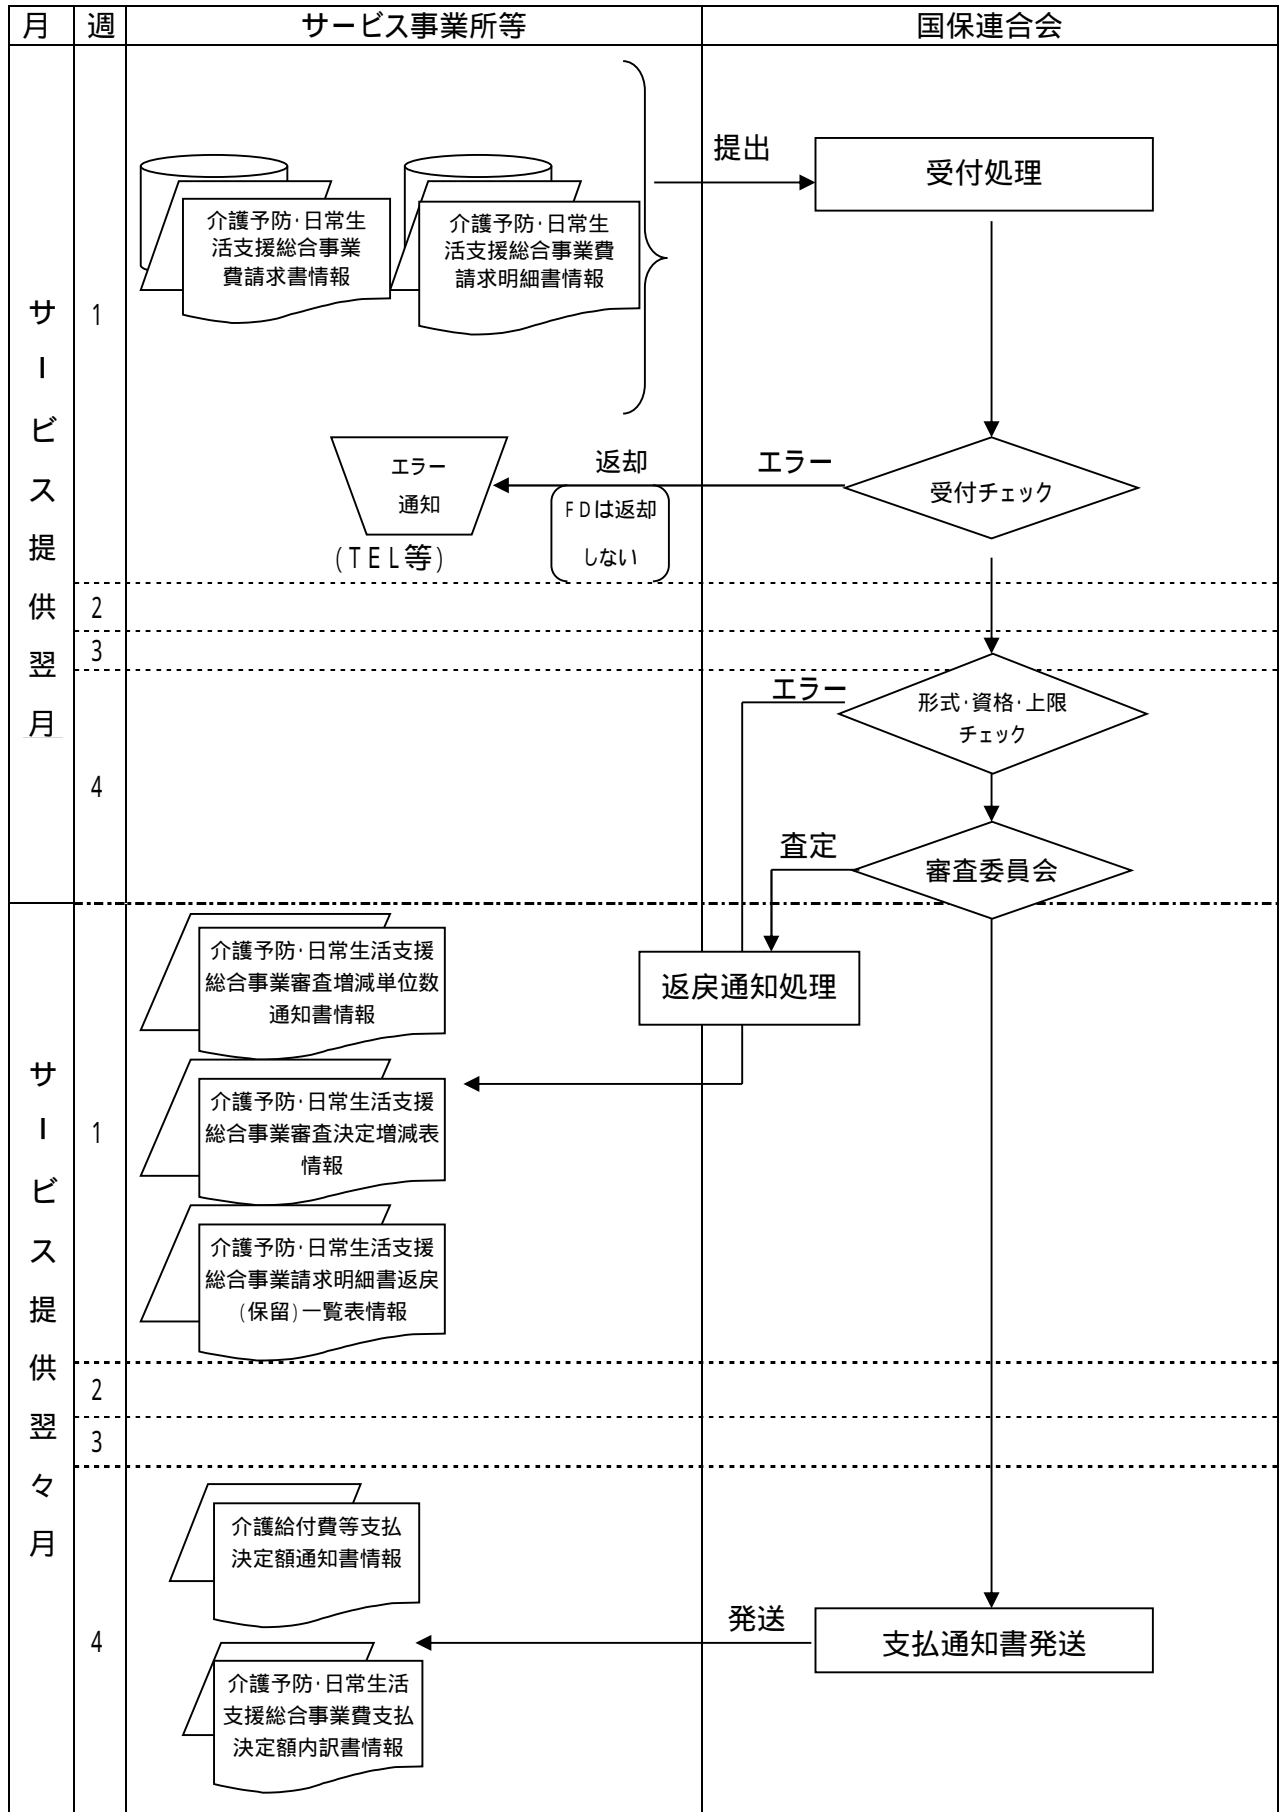 月 週 サービス事業所等 国保連合会
サービス提供翌月
1
提出
受付処理
介護予防・日常生
活支援総合事業
費請求書情報
介護予防・日常生
活支援総合事業費
請求明細書情報
エラー
通知
(TEL等)
返却
エラー
FDは返却
しない
受付チェック
2
3
4
エラー
形式・資格・上限
チェック
査定
審査委員会
サービス提供翌々月
1
介護予防・日常生活支援
総合事業審査増減単位数
通知書情報
返戻通知処理
介護予防・日常生活支援
総合事業審査決定増減表
情報
介護予防・日常生活支援
総合事業請求明細書返戻
(保留)一覧表情報
2
3
4
介護給付費等支払
決定額通知書情報
発送
支払通知書発送
介護予防・日常生活
支援総合事業費支払
決定額内訳書情報